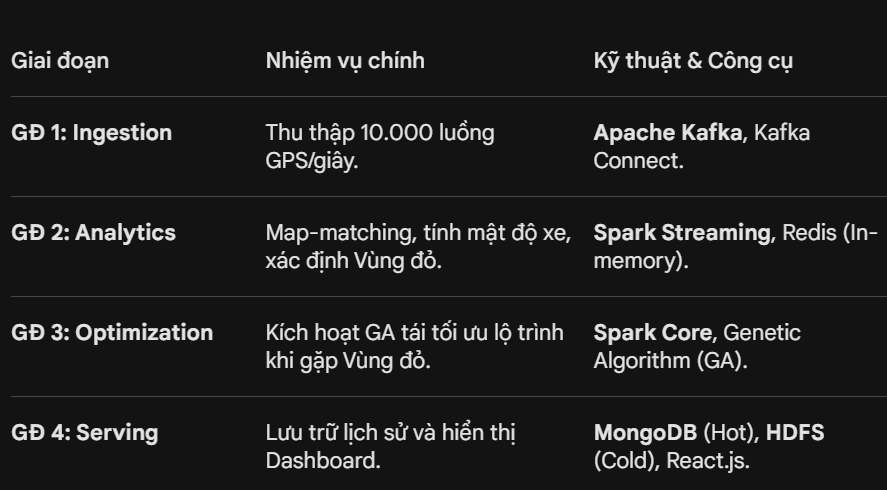 Giai đoạn
Nhiệm vụ chính
Kỹ thuật & Công cụ
GĐ 1: Ingestion
Thu thập 10.000 luồng
GPS/giây.
Apache Kafka, Kafka
Connect.
GĐ 2: Analytics
Map-matching, tính mật độ xe,
xác định Vùng đỏ.
Spark Streaming, Redis (In-
memory).
GĐ 3: Optimization
Kích hoạt GA tái tối ưu lộ trình
khi gặp Vùng đỏ.
Spark Core, Genetic
Algorithm (GA).
GĐ 4: Serving
Lưu trữ lịch sử và hiển thị
Dashboard.
MongoDB (Hot), HDFS
(Cold), React.js.